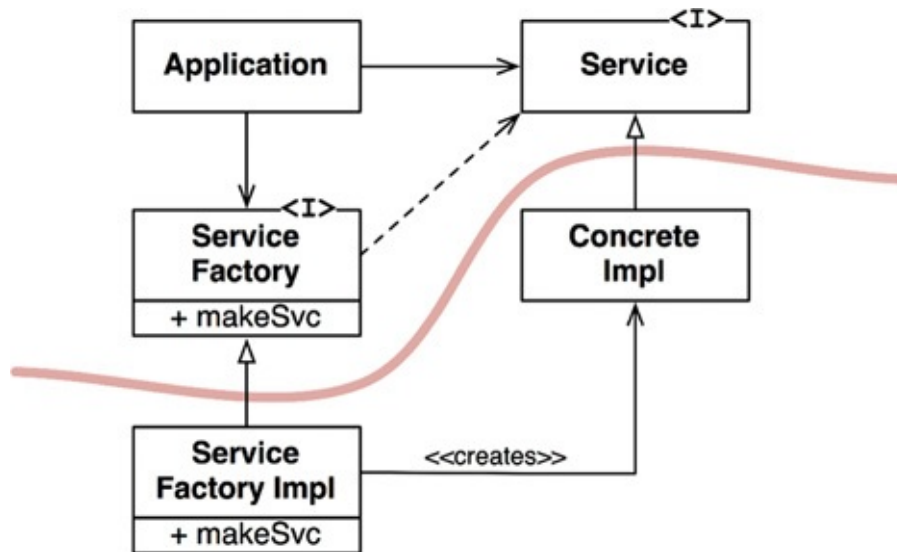 <I>
Application
Service
<I>
Service
Factory
+ makeSvc
Concrete
Impl
Service
Factory Impl
+ makeSvc
<<creates>>